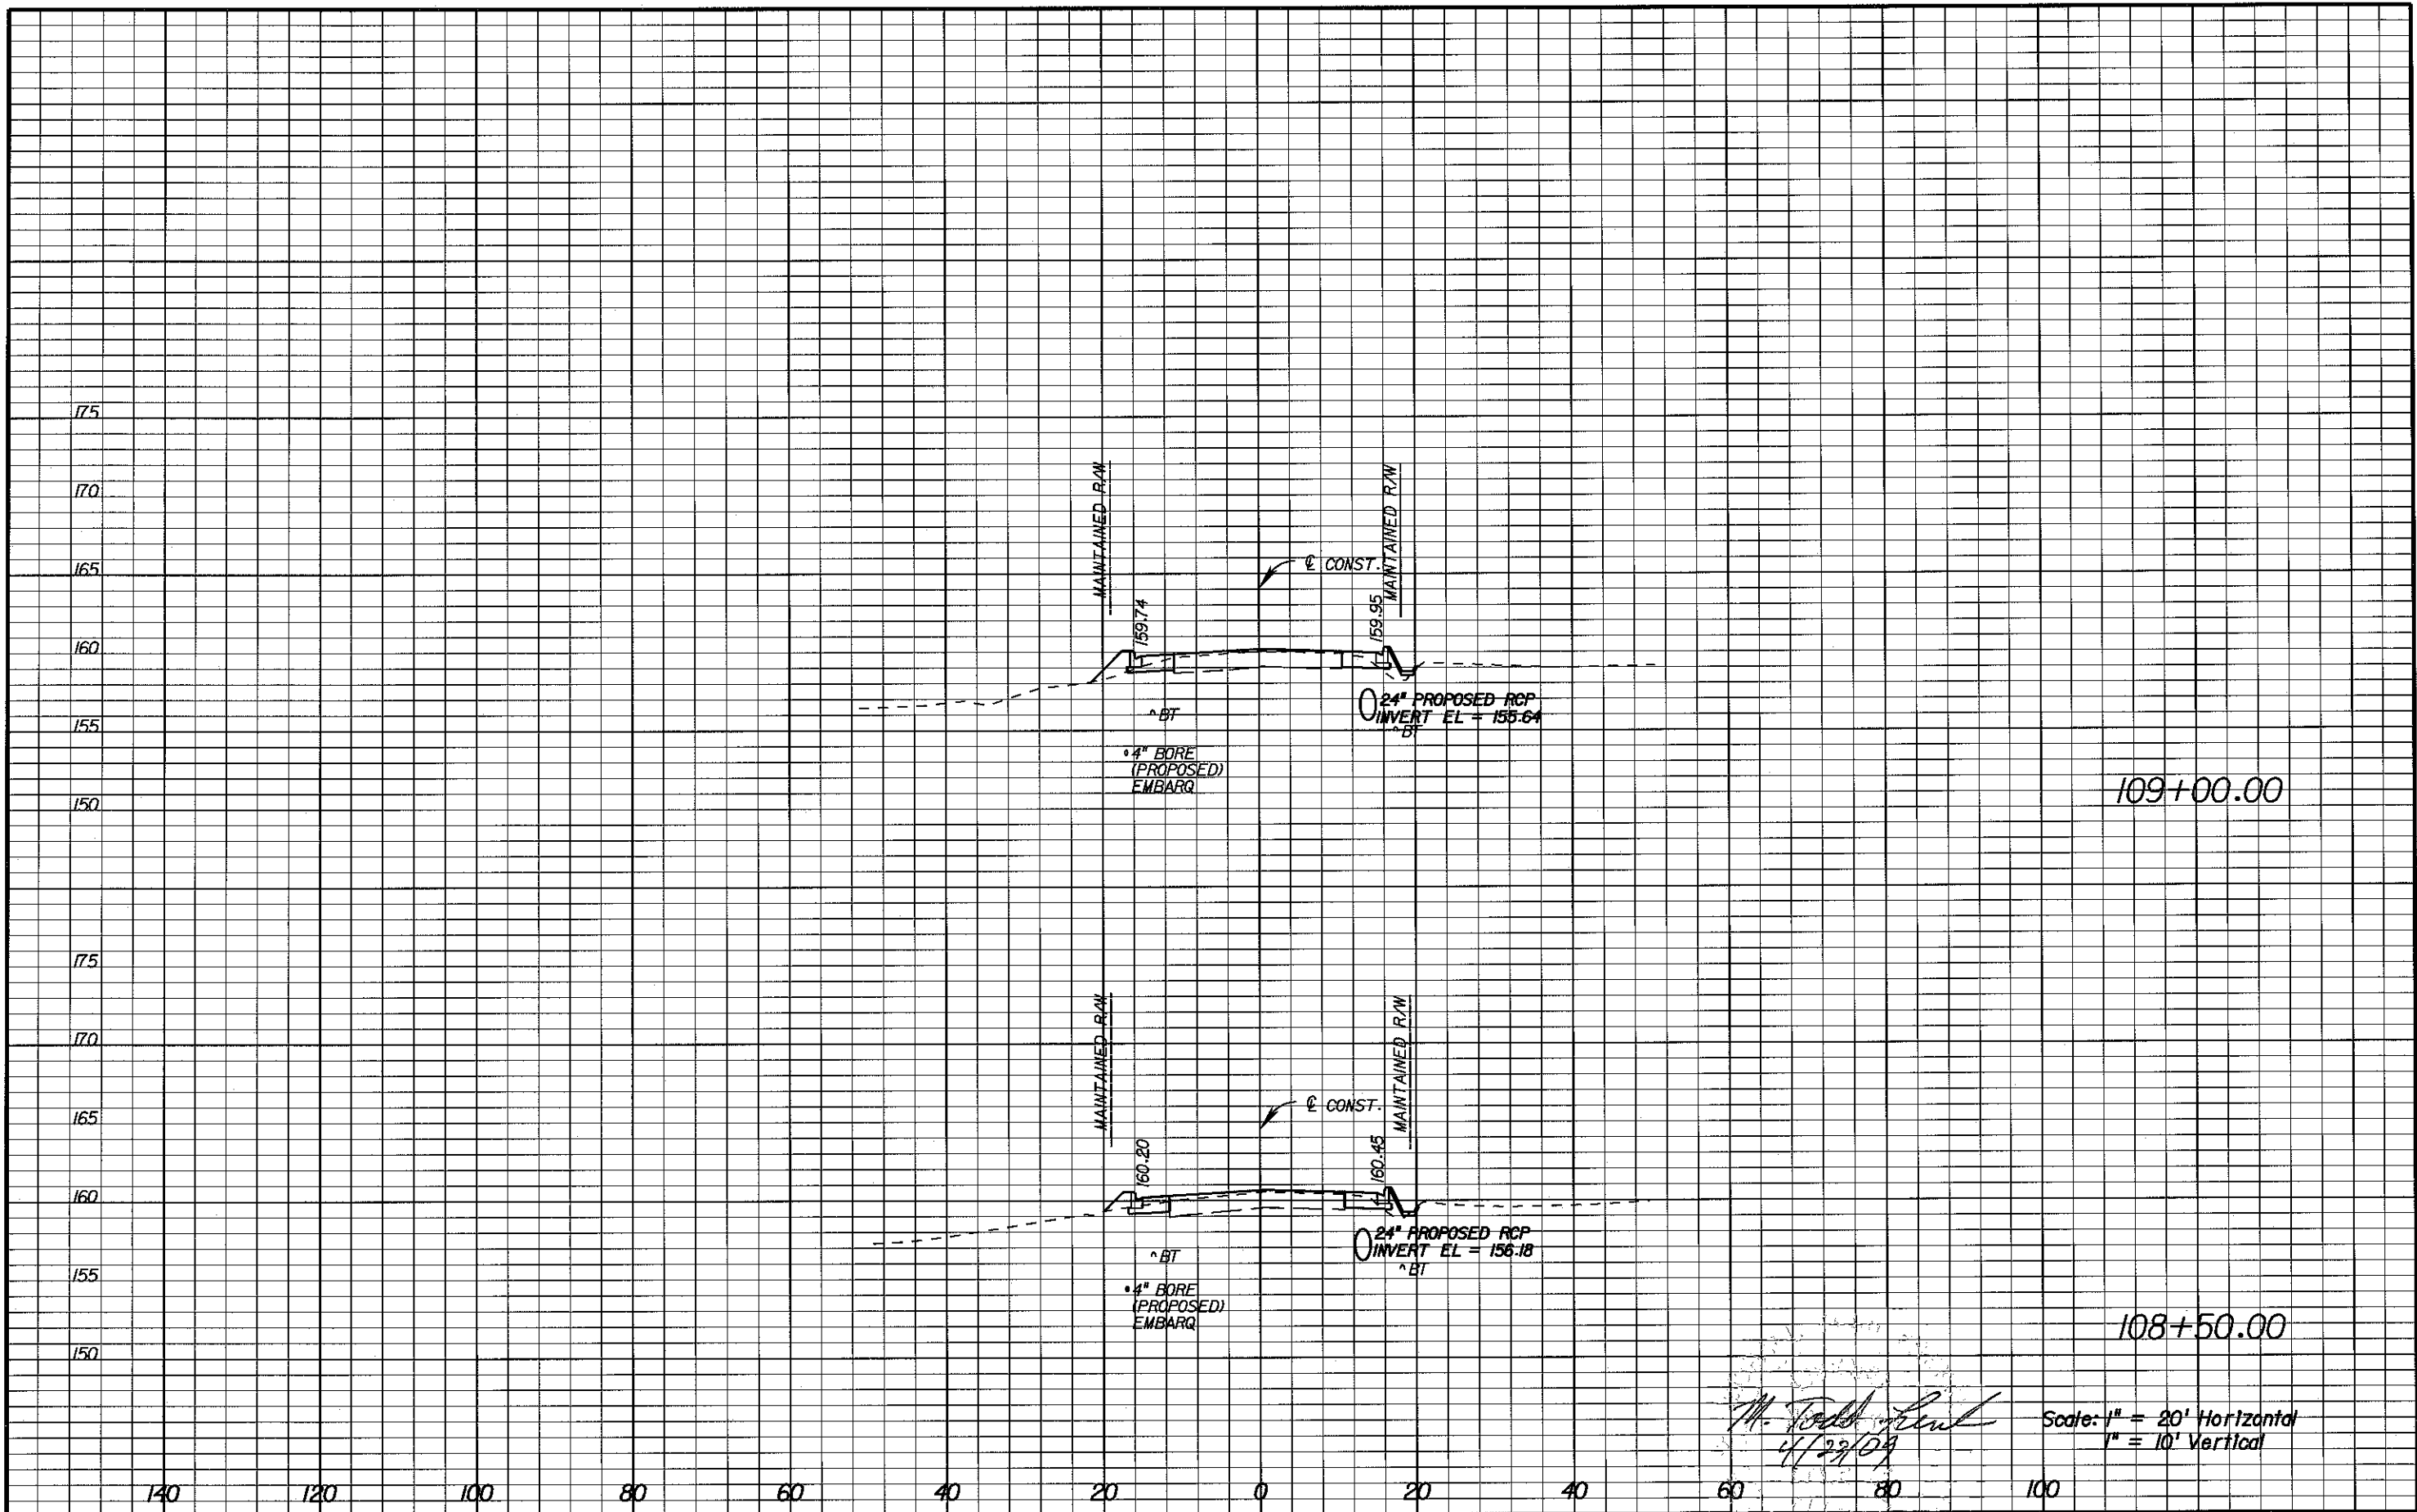 175
170
165
160
155
150
MAINTAINED R/W
MAINTAINED R/W
℄ CONST.
159.74
159.95
^BT
24" PROPOSED RCP
INVERT EL = 155.64
^BT
4" BORE
(PROPOSED)
EMBARQ
109+00.00
175
170
165
160
155
150
MAINTAINED R/W
MAINTAINED R/W
℄ CONST.
160.20
160.45
^BT
24" PROPOSED RCP
INVERT EL = 156.18
^BT
4" BORE
(PROPOSED)
EMBARQ
108+50.00
M. Todd
4/23/09
Scale: 1" = 20' Horizontal
1" = 10' Vertical
140 120 100 80 60 40 20 0 20 40 60 80 100